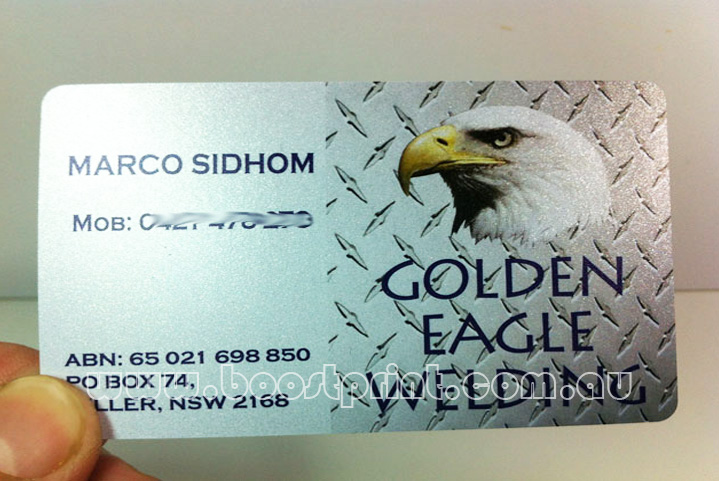 MARCO SIDHOM
MOB:
ABN: 65 021 698 850
PO BOX 74,
NSW 2168
GOLDEN
EAGLE
WELDING
www.boostprint.com.au